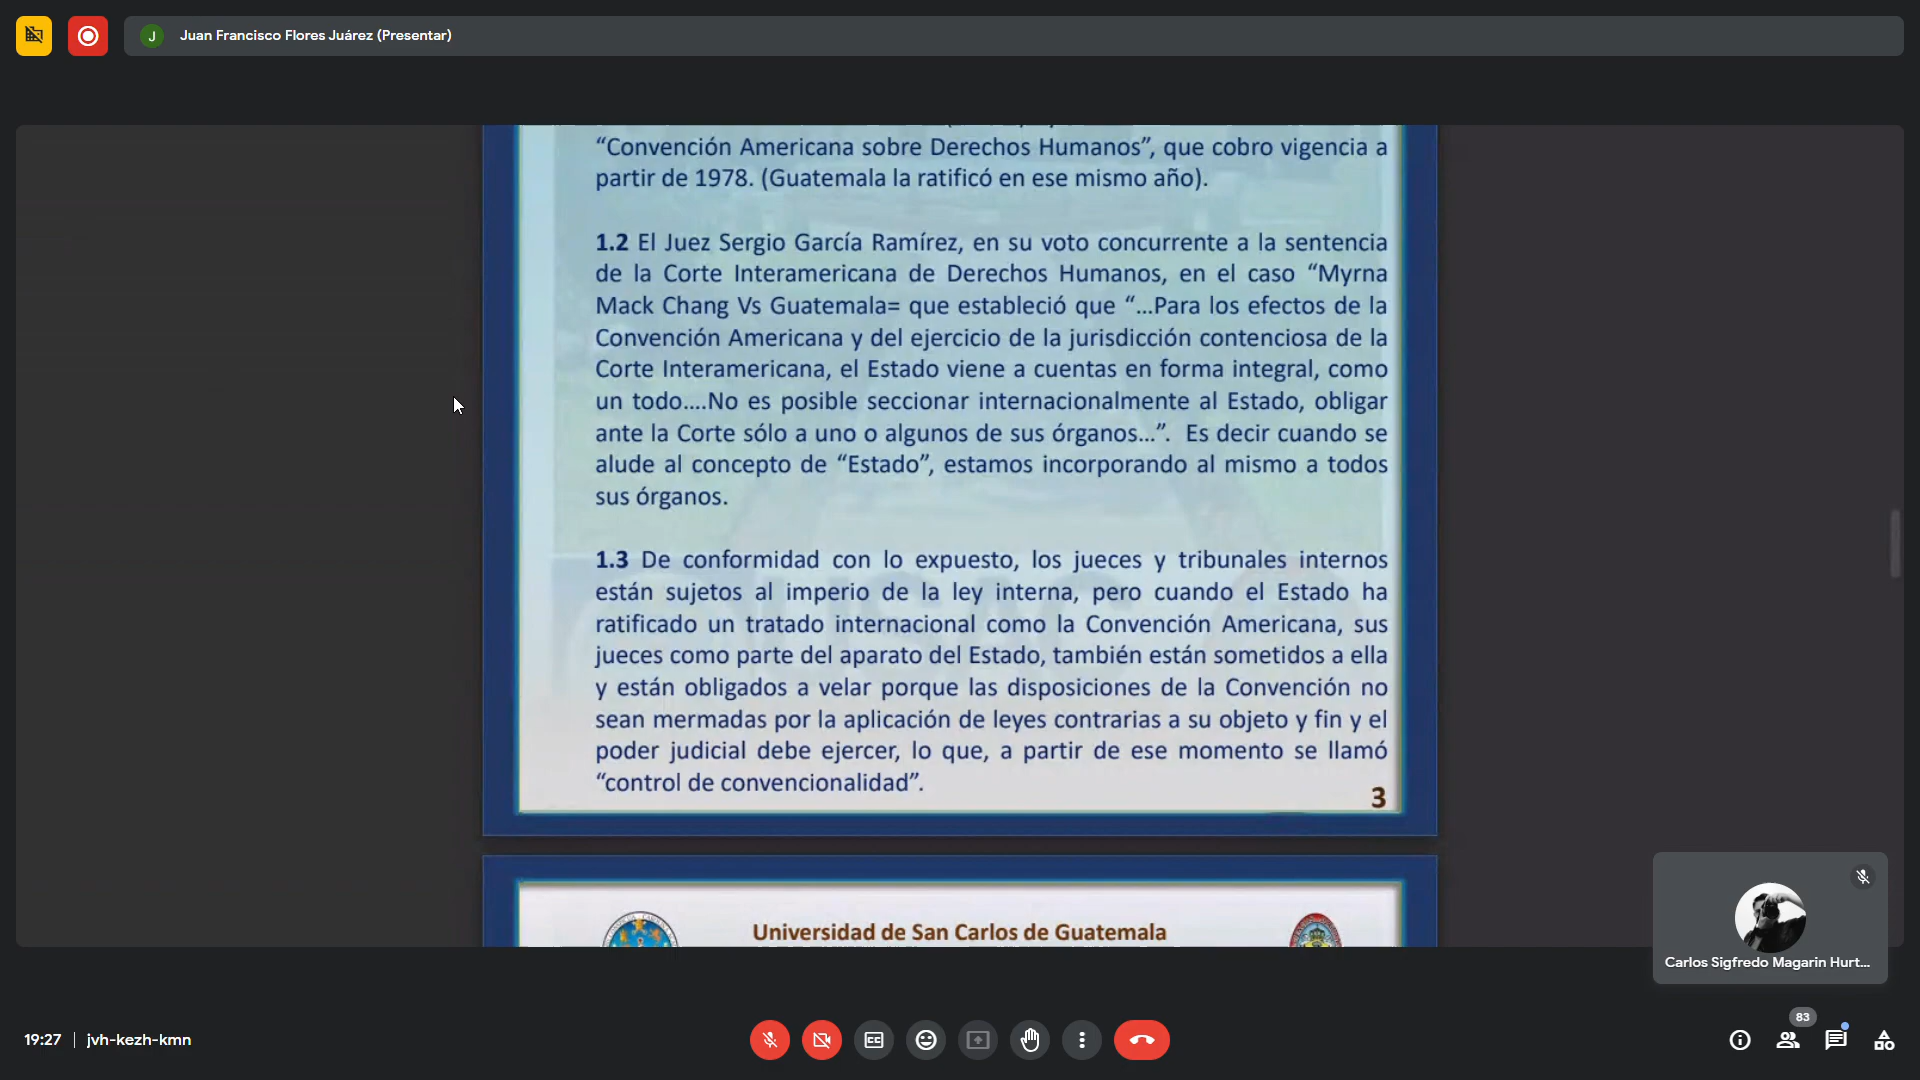 J Juan Francisco Flores Juárez (Presentar)
“Convención Americana sobre Derechos Humanos”, que cobro vigencia a
partir de 1978. (Guatemala la ratificó en ese mismo año).
1.2 El Juez Sergio García Ramírez, en su voto concurrente a la sentencia
de la Corte Interamericana de Derechos Humanos, en el caso “Myrna
Mack Chang Vs Guatemala= que estableció que “...Para los efectos de la
Convención Americana y del ejercicio de la jurisdicción contenciosa de la
Corte Interamericana, el Estado viene a cuentas en forma integral, como
un todo....No es posible seccionar internacionalmente al Estado, obligar
ante la Corte sólo a uno o algunos de sus órganos...”. Es decir cuando se
alude al concepto de “Estado”, estamos incorporando al mismo a todos
sus órganos.
1.3 De conformidad con lo expuesto, los jueces y tribunales internos
están sujetos al imperio de la ley interna, pero cuando el Estado ha
ratificado un tratado internacional como la Convención Americana, sus
jueces como parte del aparato del Estado, también están sometidos a ella
y están obligados a velar porque las disposiciones de la Convención no
sean mermadas por la aplicación de leyes contrarias a su objeto y fin y el
poder judicial debe ejercer, lo que, a partir de ese momento se llamó
“control de convencionalidad”.
3
Universidad de San Carlos de Guatemala
Carlos Sigfredo Magarin Hurt...
19:27 | jvh-kezh-kmn
83